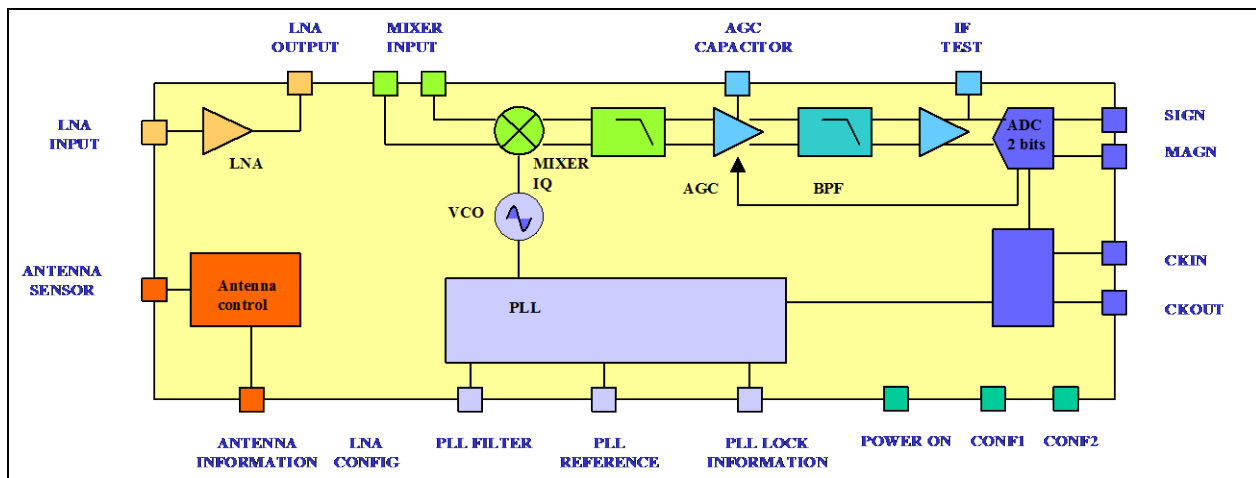 LNA
OUTPUT
MIXER
INPUT
AGC
CAPACITOR
IF
TEST
LNA
INPUT
LNA
MIXER
IQ
AGC
BPF
ADC
2 bits
SIGN
MAGN
VCO
ANTENNA
SENSOR
Antenna
control
PLL
CKIN
CKOUT
ANTENNA
INFORMATION
LNA
CONFIG
PLL FILTER
PLL
REFERENCE
PLL LOCK
INFORMATION
POWER ON
CONF1
CONF2